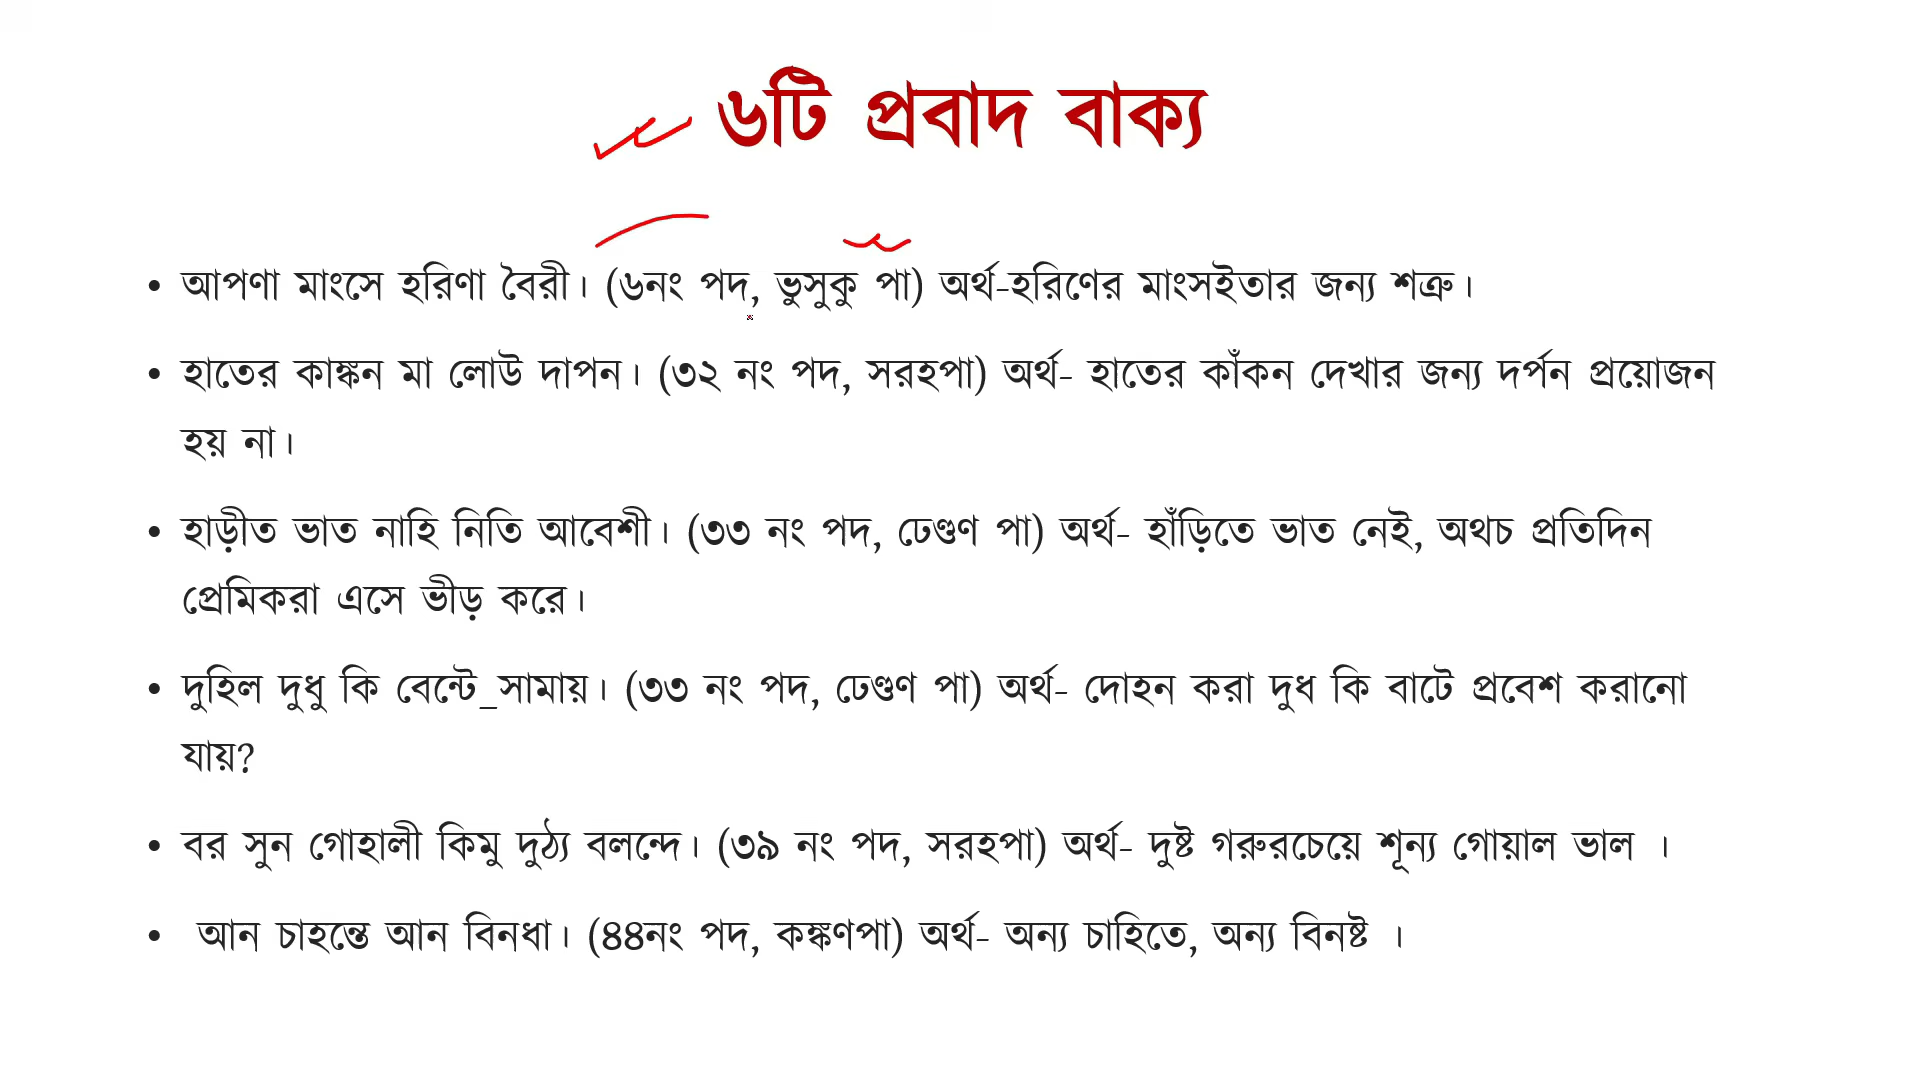 ৬টি প্রবাদ বাক্য
• আপণা মাংসে হরিণা বৈরী। (৬নং পদ, ভুসুকু পা) অর্থ-হরিণের মাংসইতার জন্য শত্রু।
• হাতের কাঙ্কন মা লোউ দাপন। (৩২ নং পদ, সরহপা) অর্থ- হাতের কাঁকন দেখার জন্য দর্পন প্রয়োজন
হয় না।
• হাড়ীত ভাত নাহি নিতি আবেশী। (৩৩ নং পদ, ঢেণ্ডণ পা) অর্থ- হাঁড়িতে ভাত নেই, অথচ প্রতিদিন
প্রেমিকরা এসে ভীড় করে।
• দুহিল দুধু কি বেন্টে_সামায়। (৩৩ নং পদ, ঢেণ্ডণ পা) অর্থ- দোহন করা দুধ কি বাটে প্রবেশ করানো
যায়?
• বর সুন গোহালী কিমু দুঠ্য বলন্দে। (৩৯ নং পদ, সরহপা) অর্থ- দুষ্ট গরুরচেয়ে শূন্য গোয়াল ভাল ।
• আন চাহন্তে আন বিনধা। (৪৪নং পদ, কঙ্কণপা) অর্থ- অন্য চাহিতে, অন্য বিনষ্ট ।